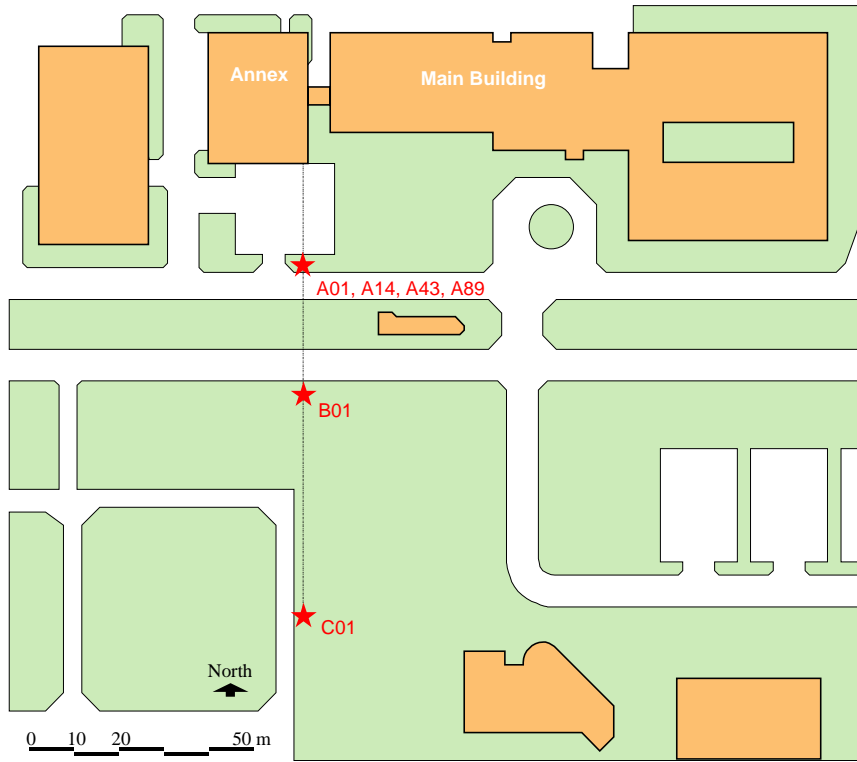 Annex
Main Building
A01, A14, A43, A89
B01
C01
North
0 10 20 50 m